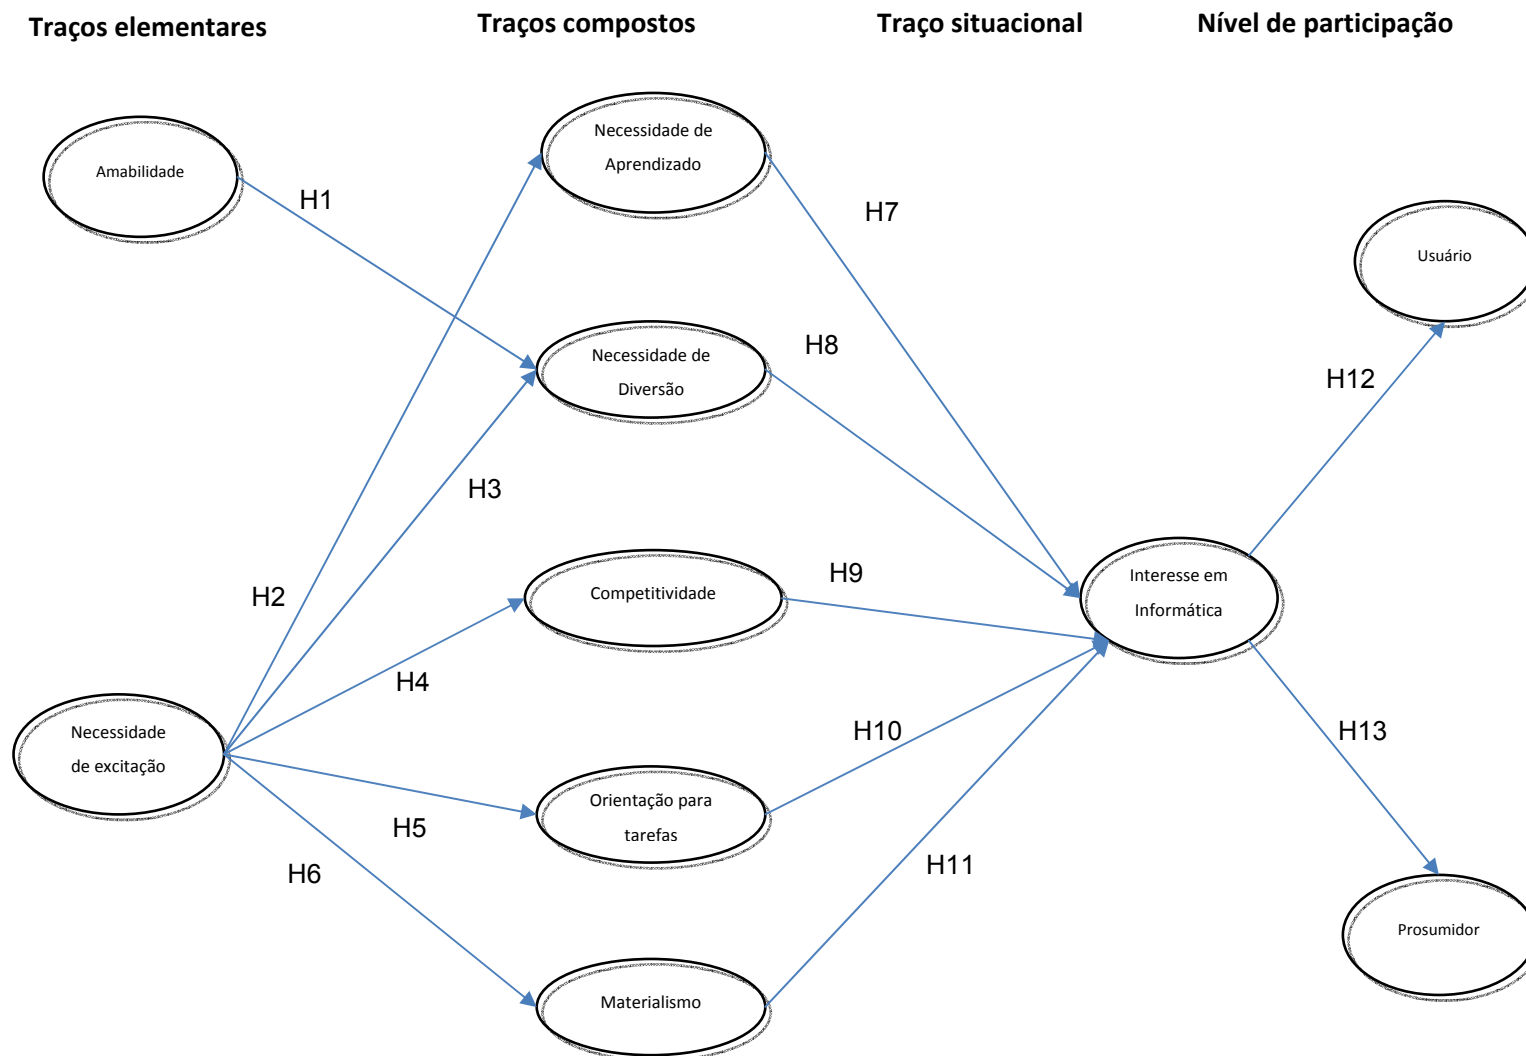 Traços elementares
Traços compostos
Traço situacional
Nível de participação
Amabilidade
Necessidade de
Aprendizado
H1
H7
Usuário
Necessidade de
Diversão
H8
H12
H3
H2
Competitividade
H9
Interesse em
Informática
H4
Necessidade
de excitação
H10
H13
Orientação para
tarefas
H5
H6
H11
Prosumidor
Materialismo